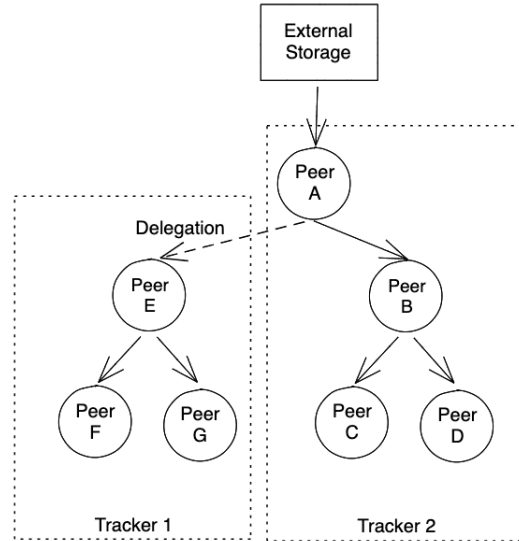 External
Storage
Peer
A
Delegation
Peer
E
Peer
B
Peer
F
Peer
G
Peer
C
Peer
D
Tracker 1
Tracker 2